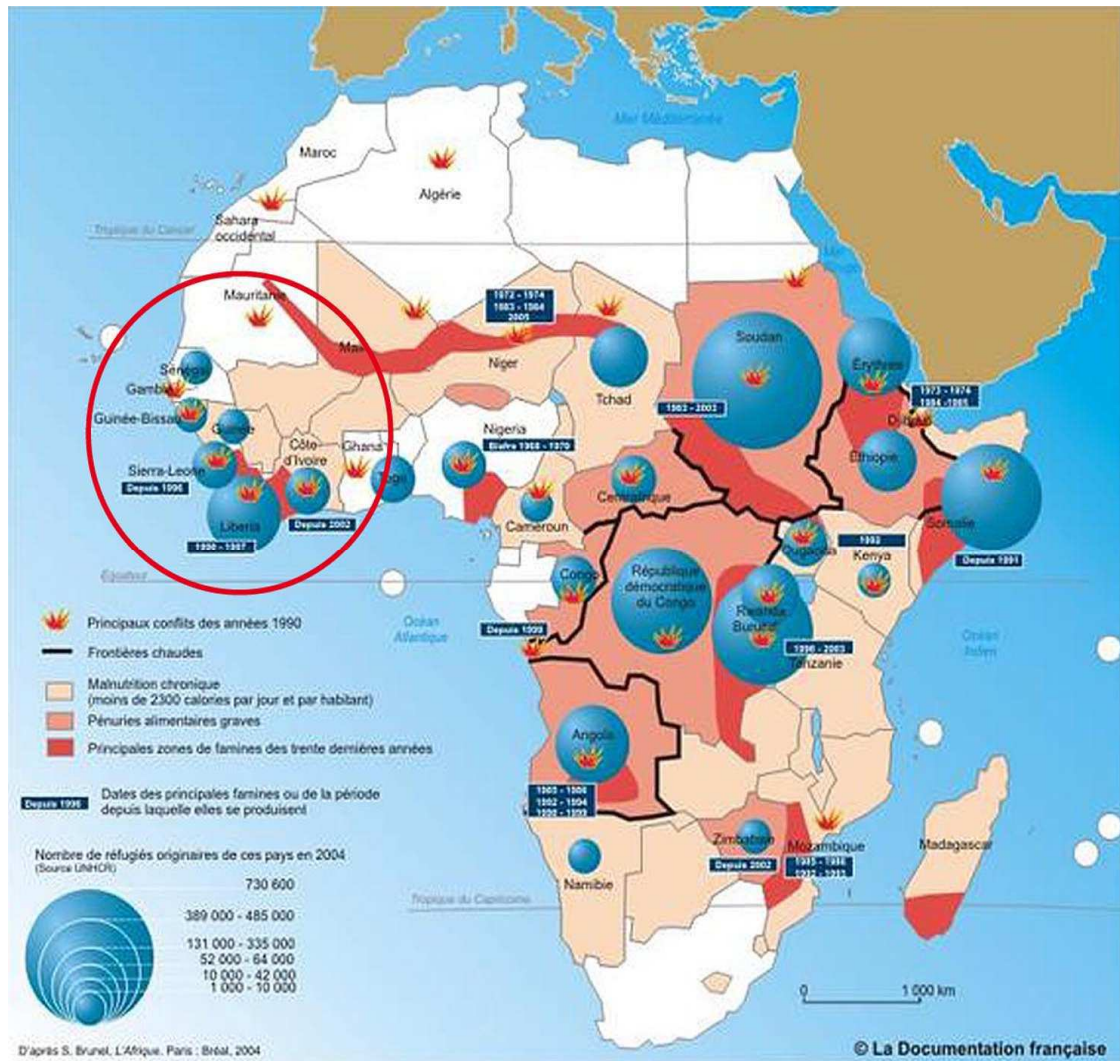 Mer Méditerranée
Maroc
Algérie
Sahara
occidental
Tropique du Cancer
Mer
Rouge
Mauritanie
1972 - 1974
1983 - 1984
2005
Mali
Niger
Tchad
Soudan
Érythrée
1973 - 1974
1984 - 1985
Djibouti
Sénégal
Gambie
Guinée-Bissau
Guinée
Sierra-Leone
Depuis 1996
Côte
d'Ivoire
Ghana
Togo
Nigeria
Biafra 1968 - 1970
1983 - 2003
Éthiopie
Centrafrique
Cameroun
Liberia
1990 - 1997
Depuis 2002
Somalie
Depuis 1991
1992
Ouganda
Kenya
Équateur
Congo
République
démocratique
du Congo
Rwanda
Burundi
Depuis 1999
1996 - 2003
Tanzanie
Océan
Atlantique
Océan
Indien
Principaux conflits des années 1990
Frontières chaudes
Malnutrition chronique
(moins de 2300 calories par jour et par habitant)
Pénuries alimentaires graves
Principales zones de famines des trente dernières années
Depuis 1996
Dates des principales famines ou de la période
depuis laquelle elles se produisent
Angola
1992 - 1994
Zimbabwe
Depuis 2002
Mozambique
1985 - 1986
Madagascar
Namibie
Tropique du Capricorne
Nombre de réfugiés originaires de ces pays en 2004
(Source UNHCR)
730 600
389 000 - 485 000
131 000 - 335 000
52 000 - 64 000
10 000 - 42 000
1 000 - 10 000
0 1 000 km
D'après S. Brunel, L'Afrique. Paris : Bréal, 2004
© La Documentation française